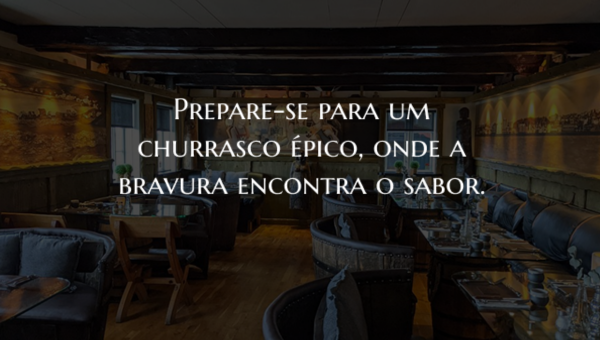 Prepare-se para um
churrasco épico, onde a
bravura encontra o sabor.